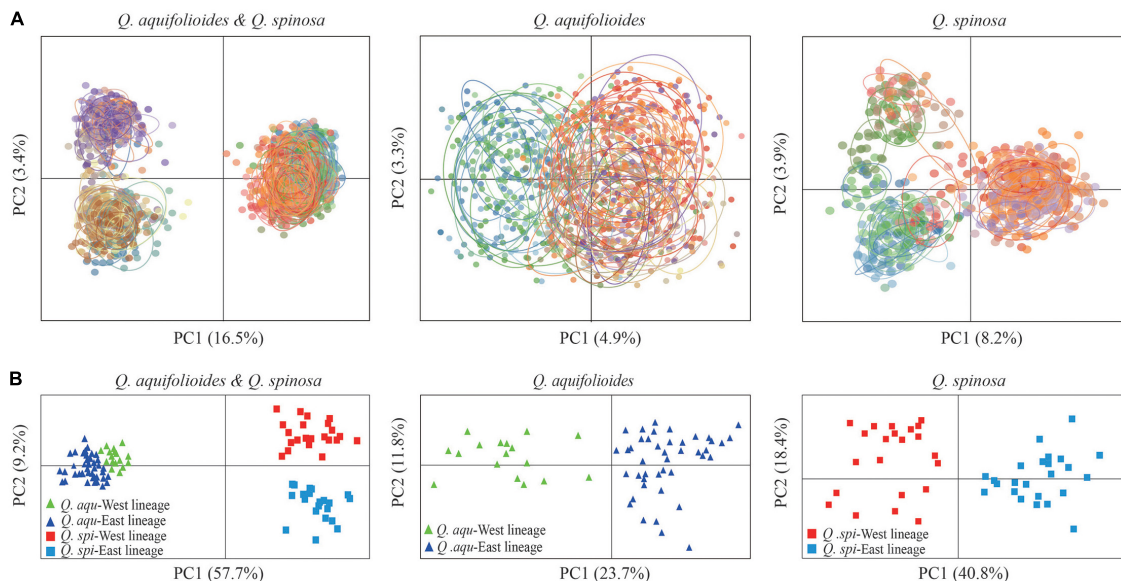 A
Q. aquifolioides & Q. spinosa
Q. aquifolioides
Q. spinosa
PC2 (3.4%)
PC1 (16.5%)
PC2 (3.3%)
PC1 (4.9%)
PC2 (3.9%)
PC1 (8.2%)
B
Q. aquifolioides & Q. spinosa
Q. aquifolioides
Q. spinosa
PC2 (9.2%)
Q. aqu-West lineage
Q. aqu-East lineage
Q. spi-West lineage
Q. spi-East lineage
PC1 (57.7%)
PC2 (11.8%)
Q .aqu-West lineage
Q .aqu-East lineage
PC1 (23.7%)
PC2 (18.4%)
Q .spi-West lineage
Q .spi-East lineage
PC1 (40.8%)